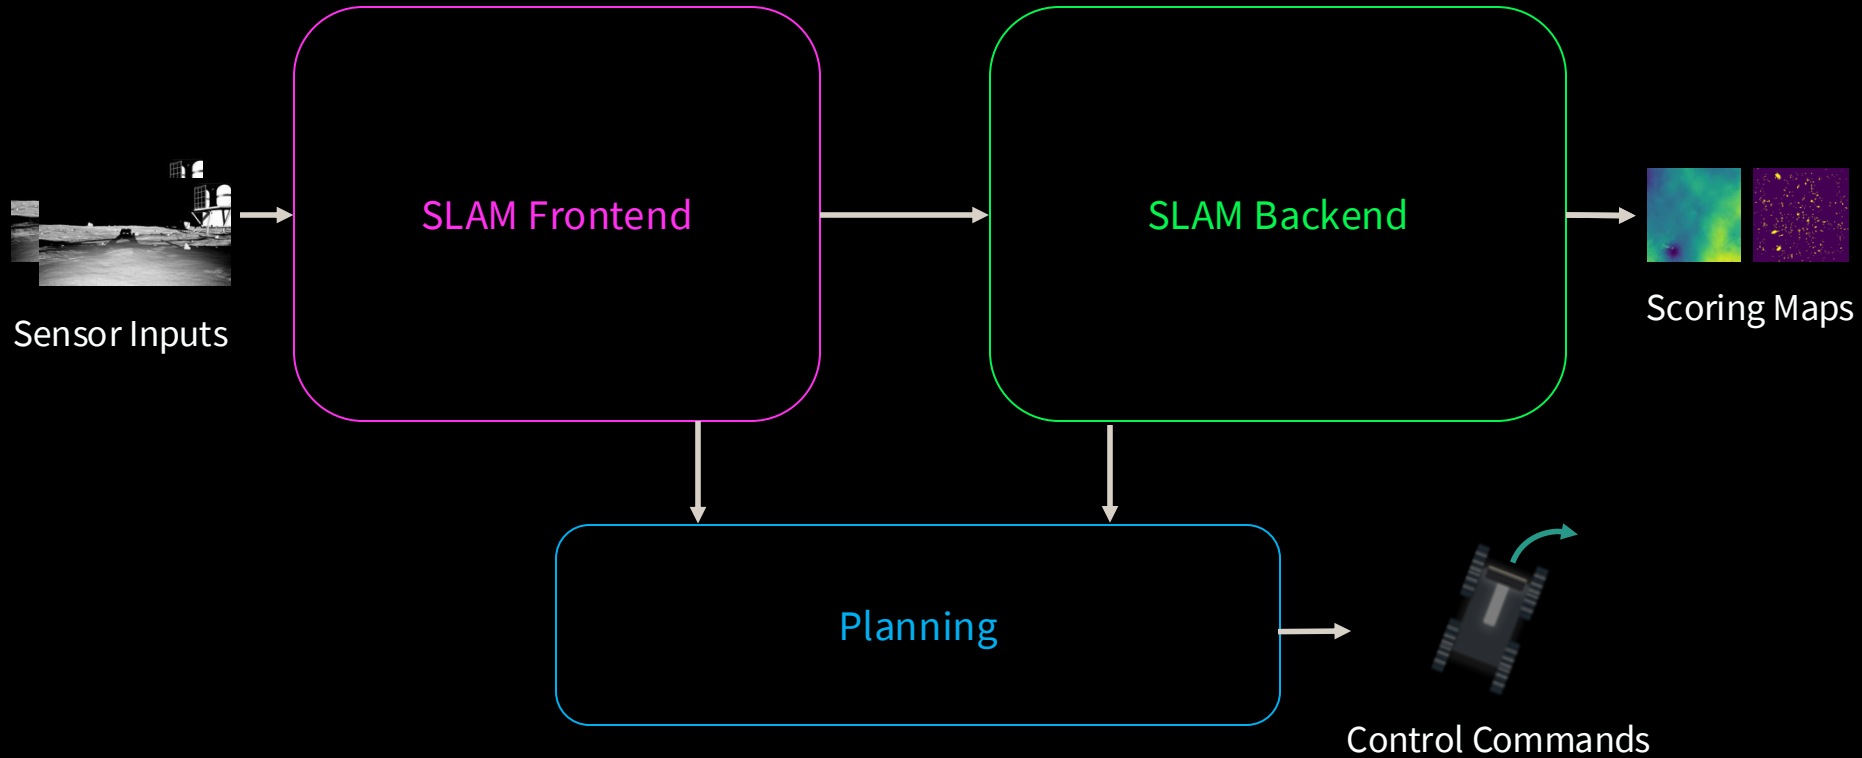 SLAM Frontend
SLAM Backend
Sensor Inputs
Scoring Maps
Planning
Control Commands